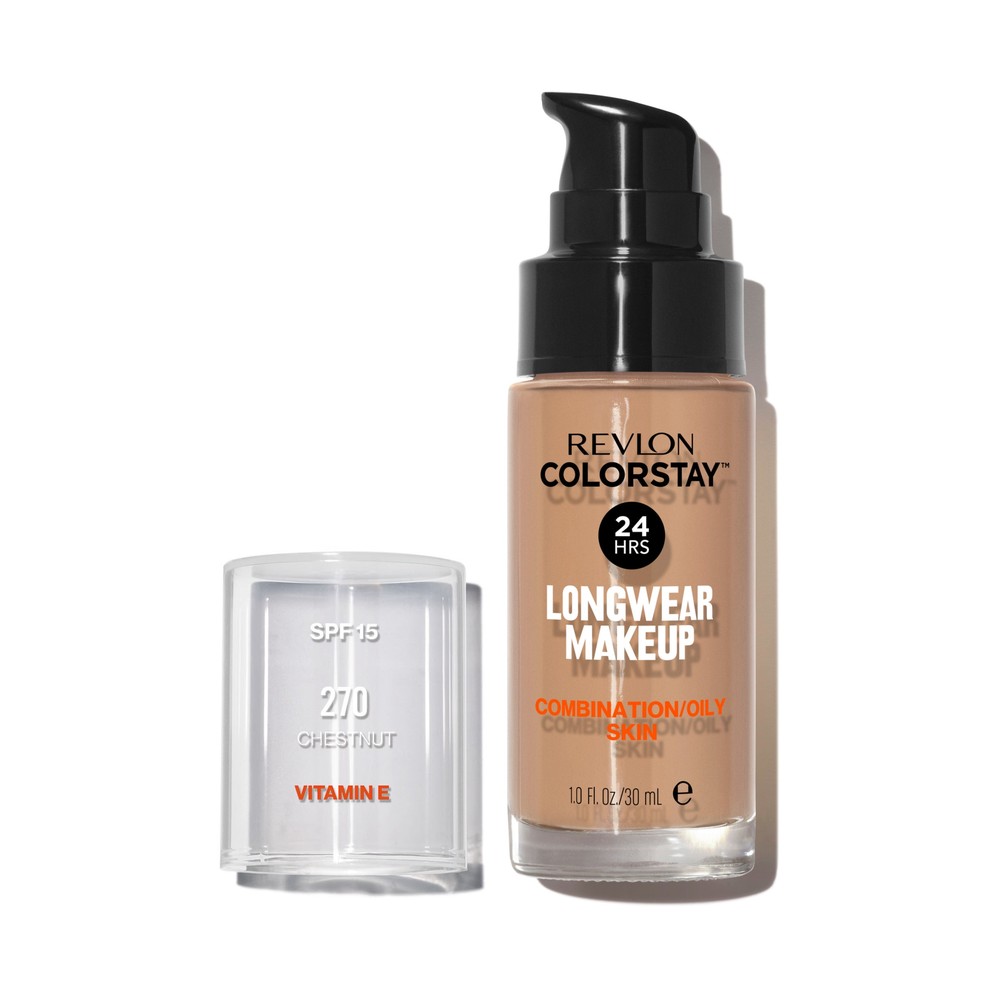 SPF 15
270
CHESTNUT
VITAMIN E
REVLON
COLORSTAY™
24
HRS
LONGWEAR
MAKEUP
COMBINATION/OILY
SKIN
1.0 Fl. Oz./30 mL ℮